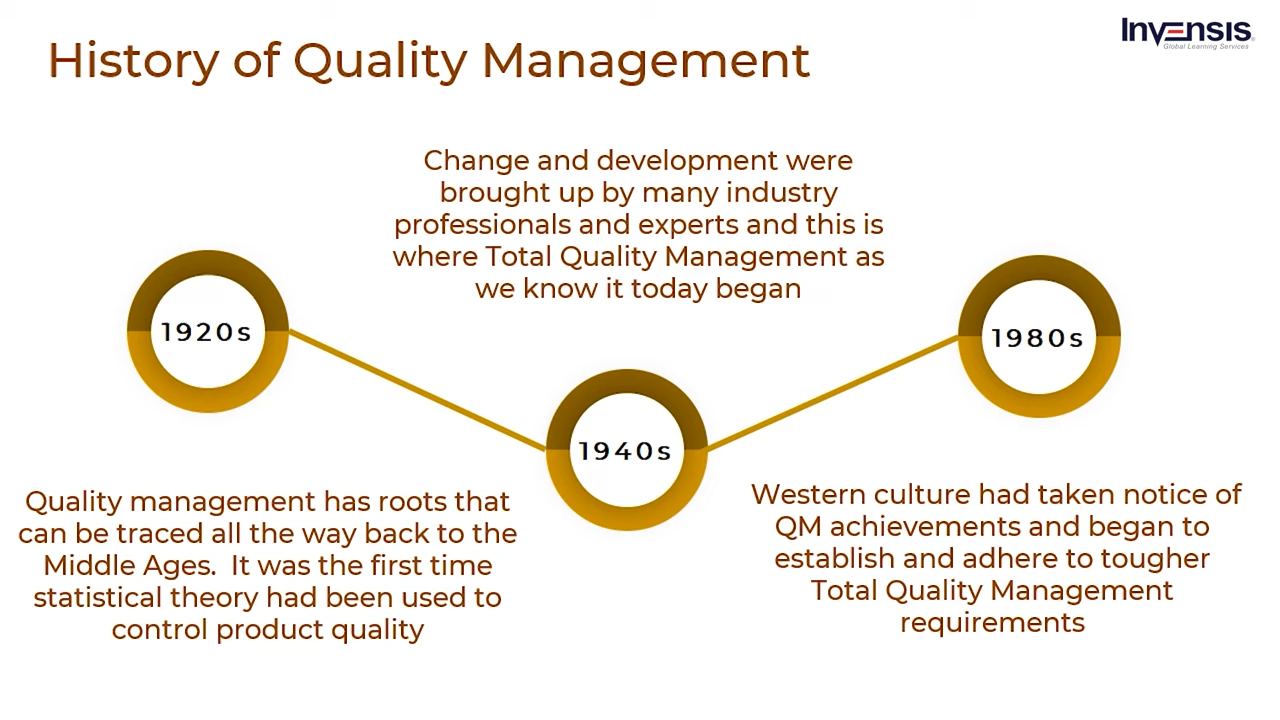 Invensis
Global Learning Services
History of Quality Management
Change and development were
brought up by many industry
professionals and experts and this is
where Total Quality Management as
we know it today began
1920s
1940s
1980s
Quality management has roots that
can be traced all the way back to the
Middle Ages.  It was the first time
statistical theory had been used to
control product quality
Western culture had taken notice of
QM achievements and began to
establish and adhere to tougher
Total Quality Management
requirements